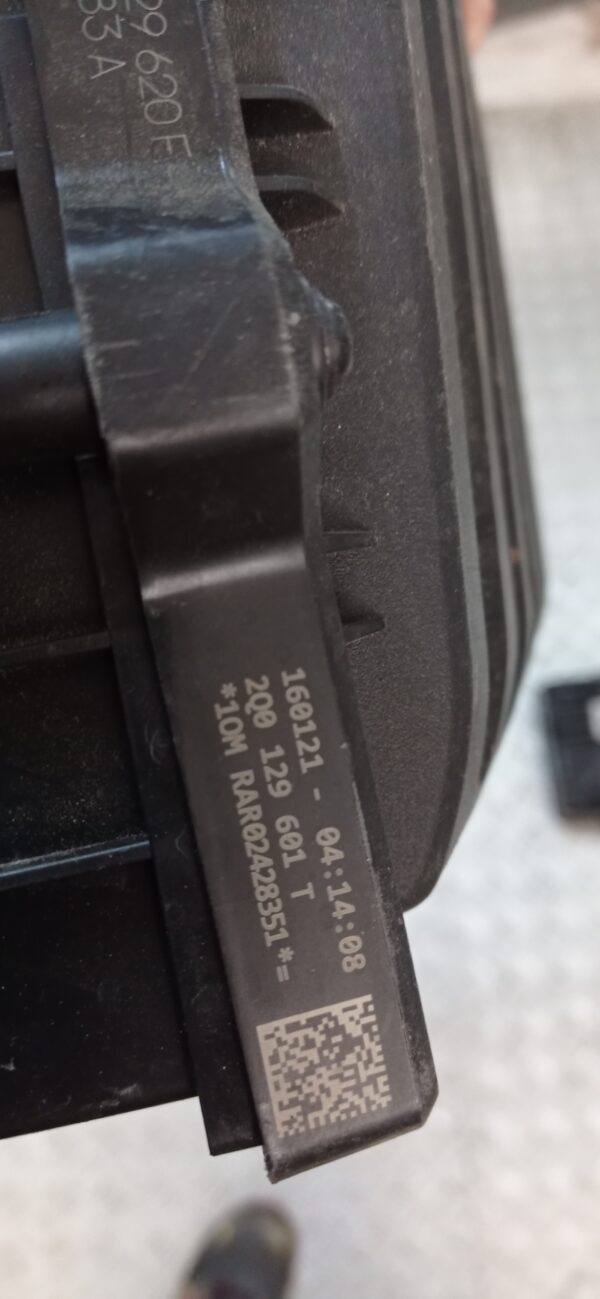 29 620 F
83 A
160121 - 04:14:08
2Q0 129 601 T
*1OM RAR02428351*=